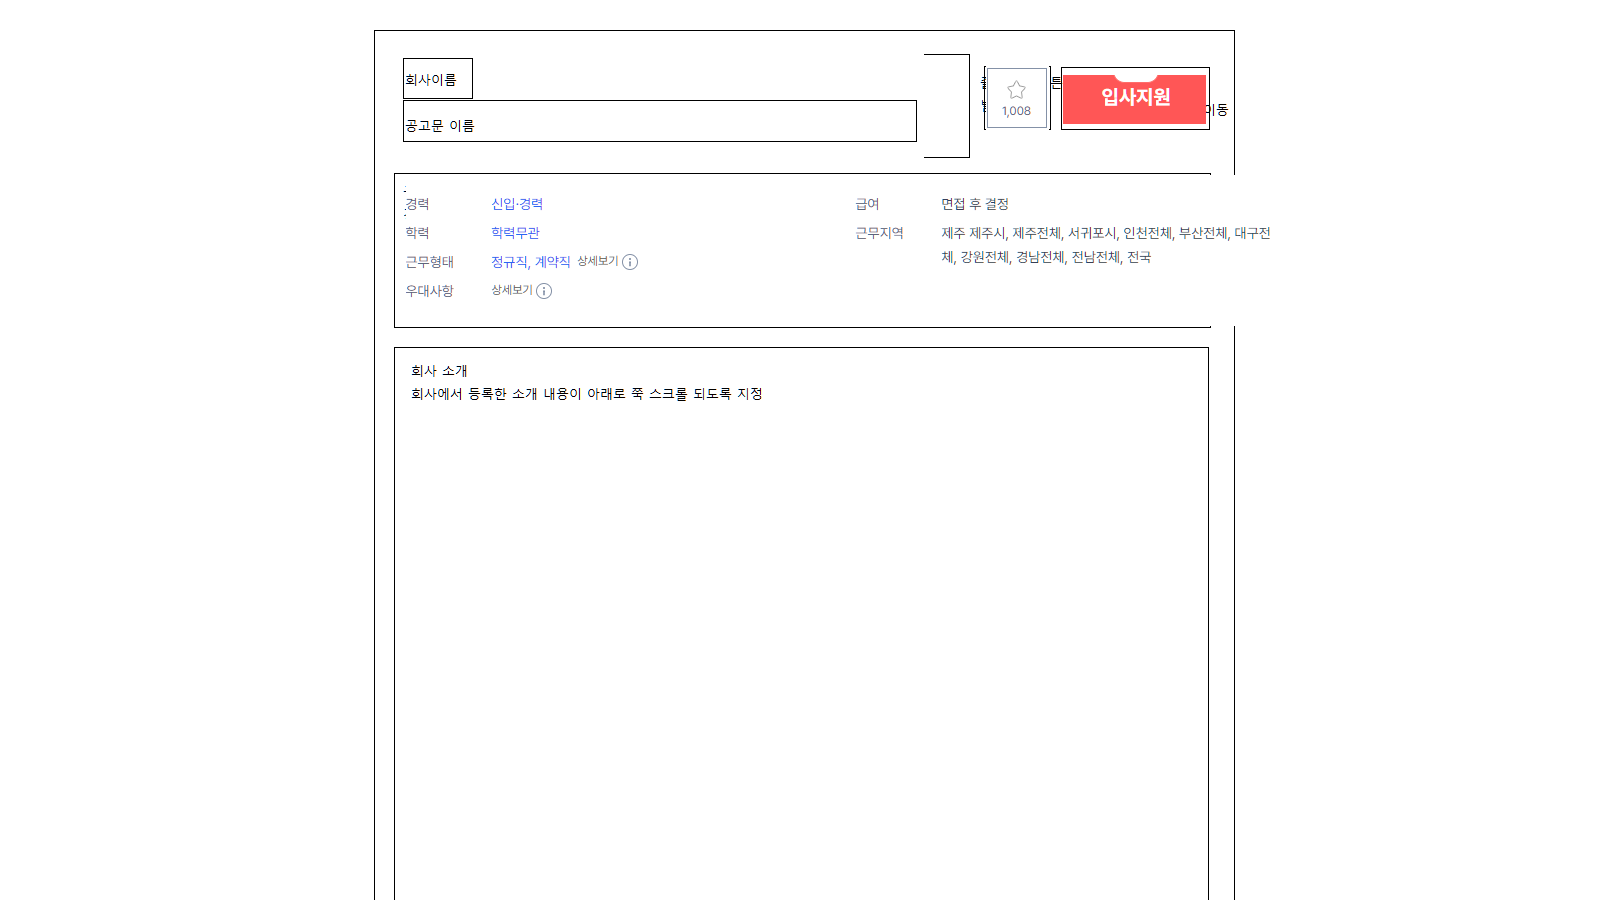 회사이름
공고문 이름
튼
1,008
입사지원
이동
경력 신입·경력
학력 학력무관
근무형태 정규직, 계약직 상세보기
우대사항 상세보기
급여 면접 후 결정
근무지역 제주 제주시, 제주전체, 서귀포시, 인천전체, 부산전체, 대구전
체, 강원전체, 경남전체, 전남전체, 전국
회사 소개
회사에서 등록한 소개 내용이 아래로 쭉 스크롤 되도록 지정